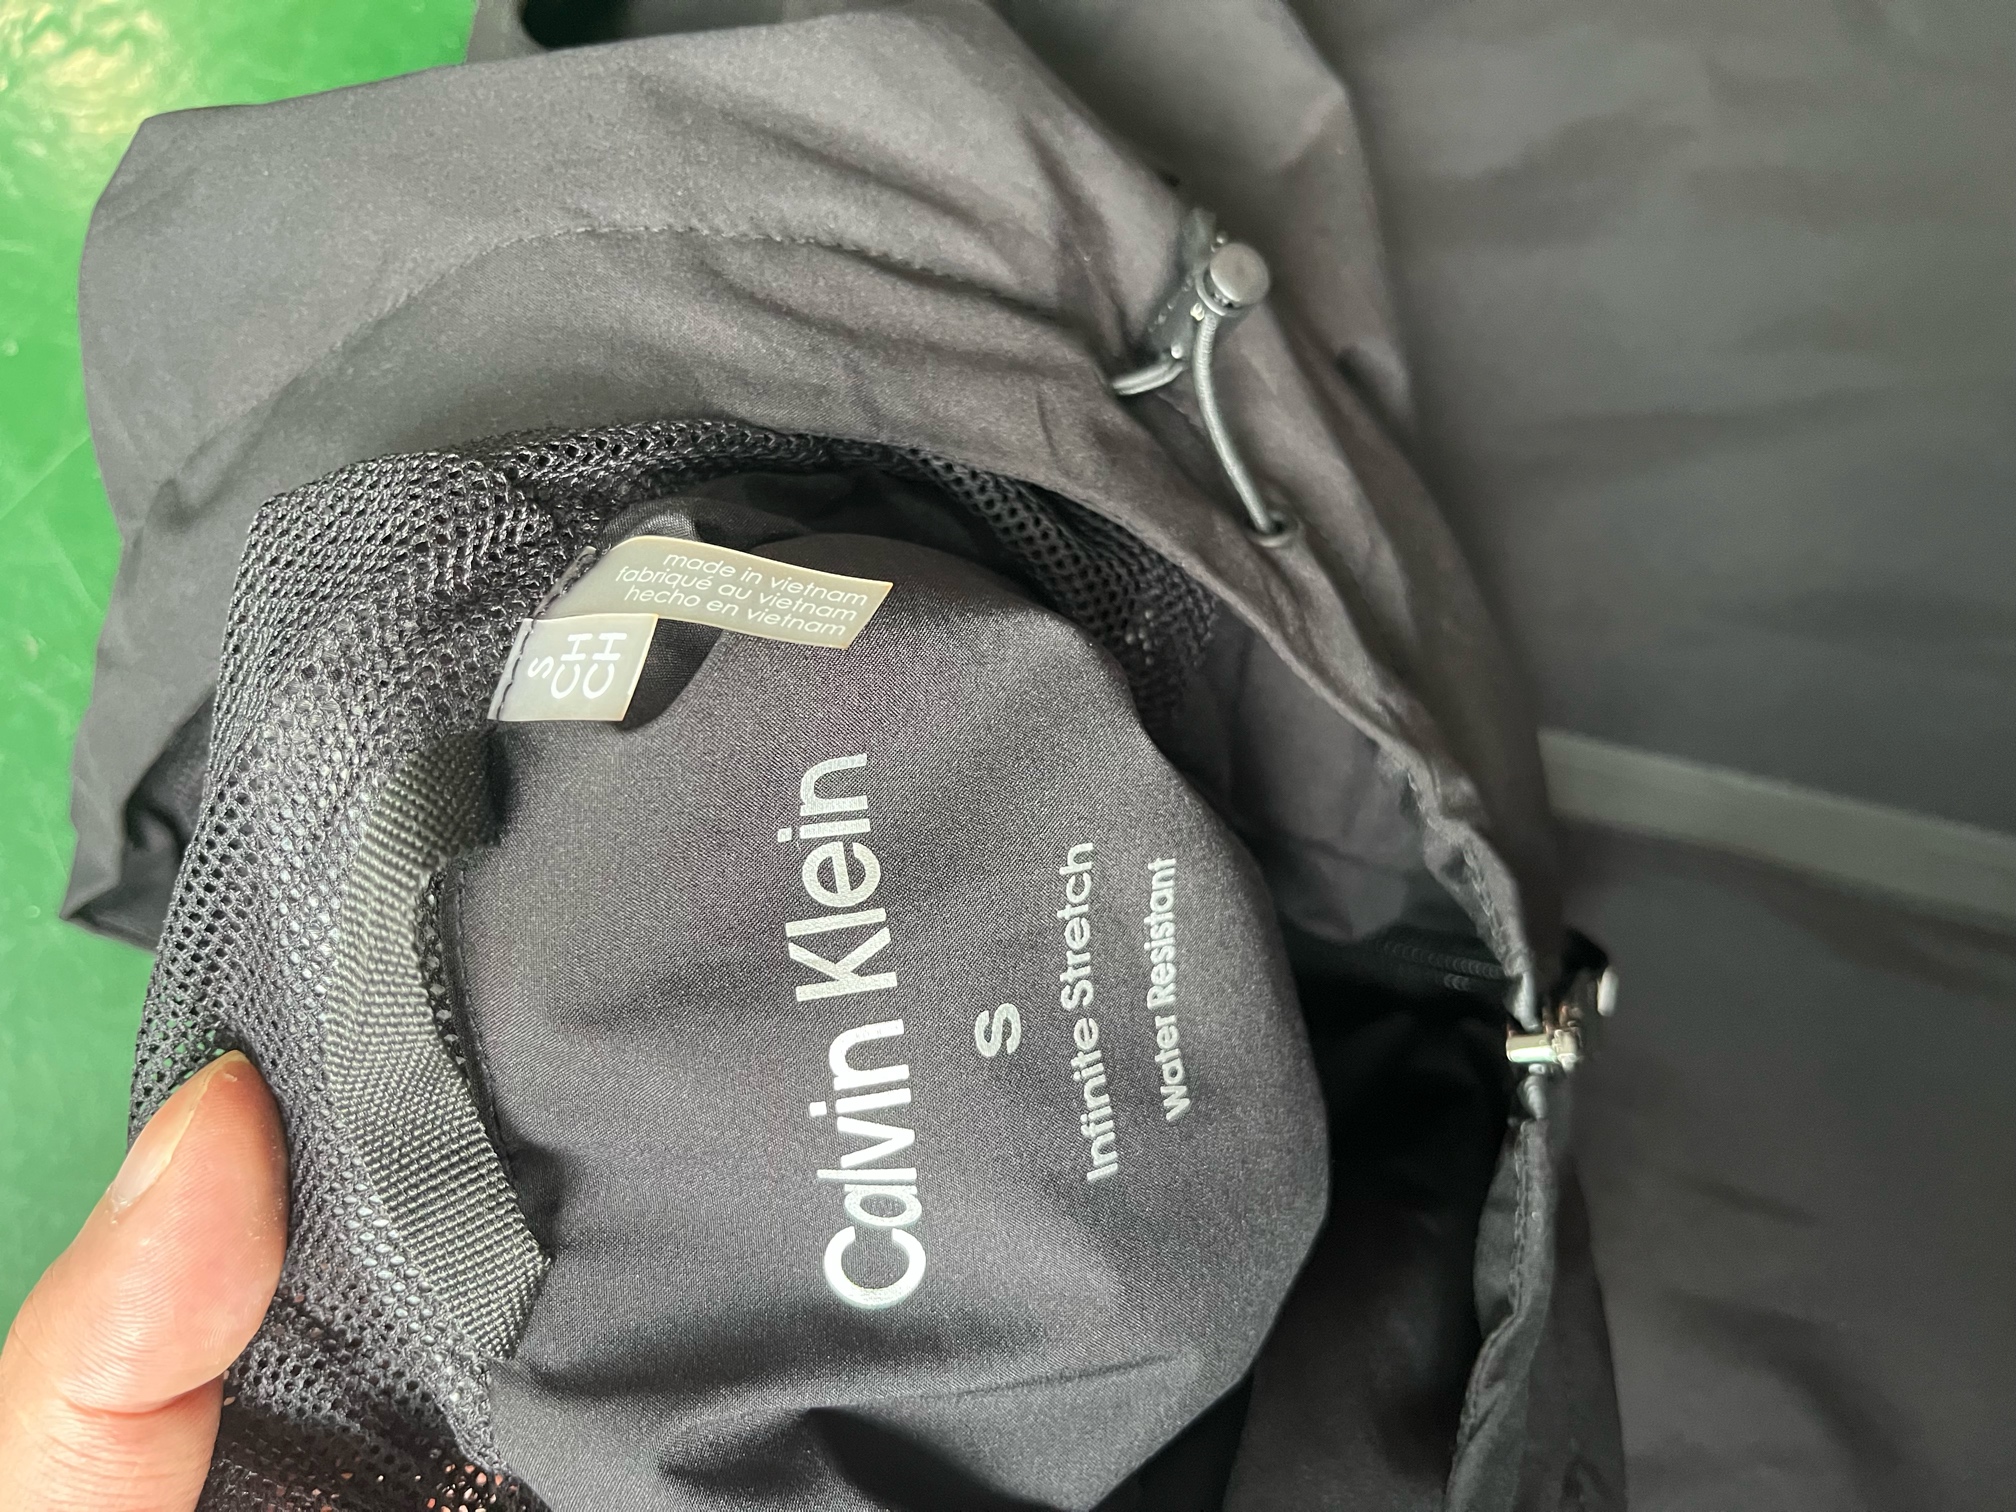 made in vietnam
fabriqué au vietnam
hecho en vietnam
S
CH
CH
Calvin Klein
S
Infinite Stretch
Water Resistant